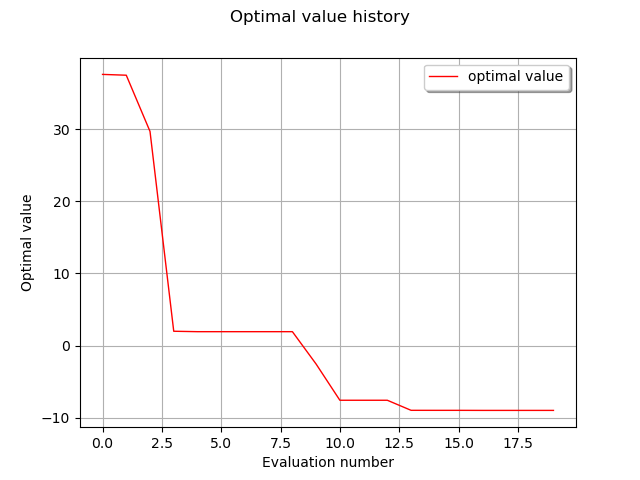 Optimal value history
optimal value
Optimal value
30
20
10
0
−10
0.0 2.5 5.0 7.5 10.0 12.5 15.0 17.5
Evaluation number